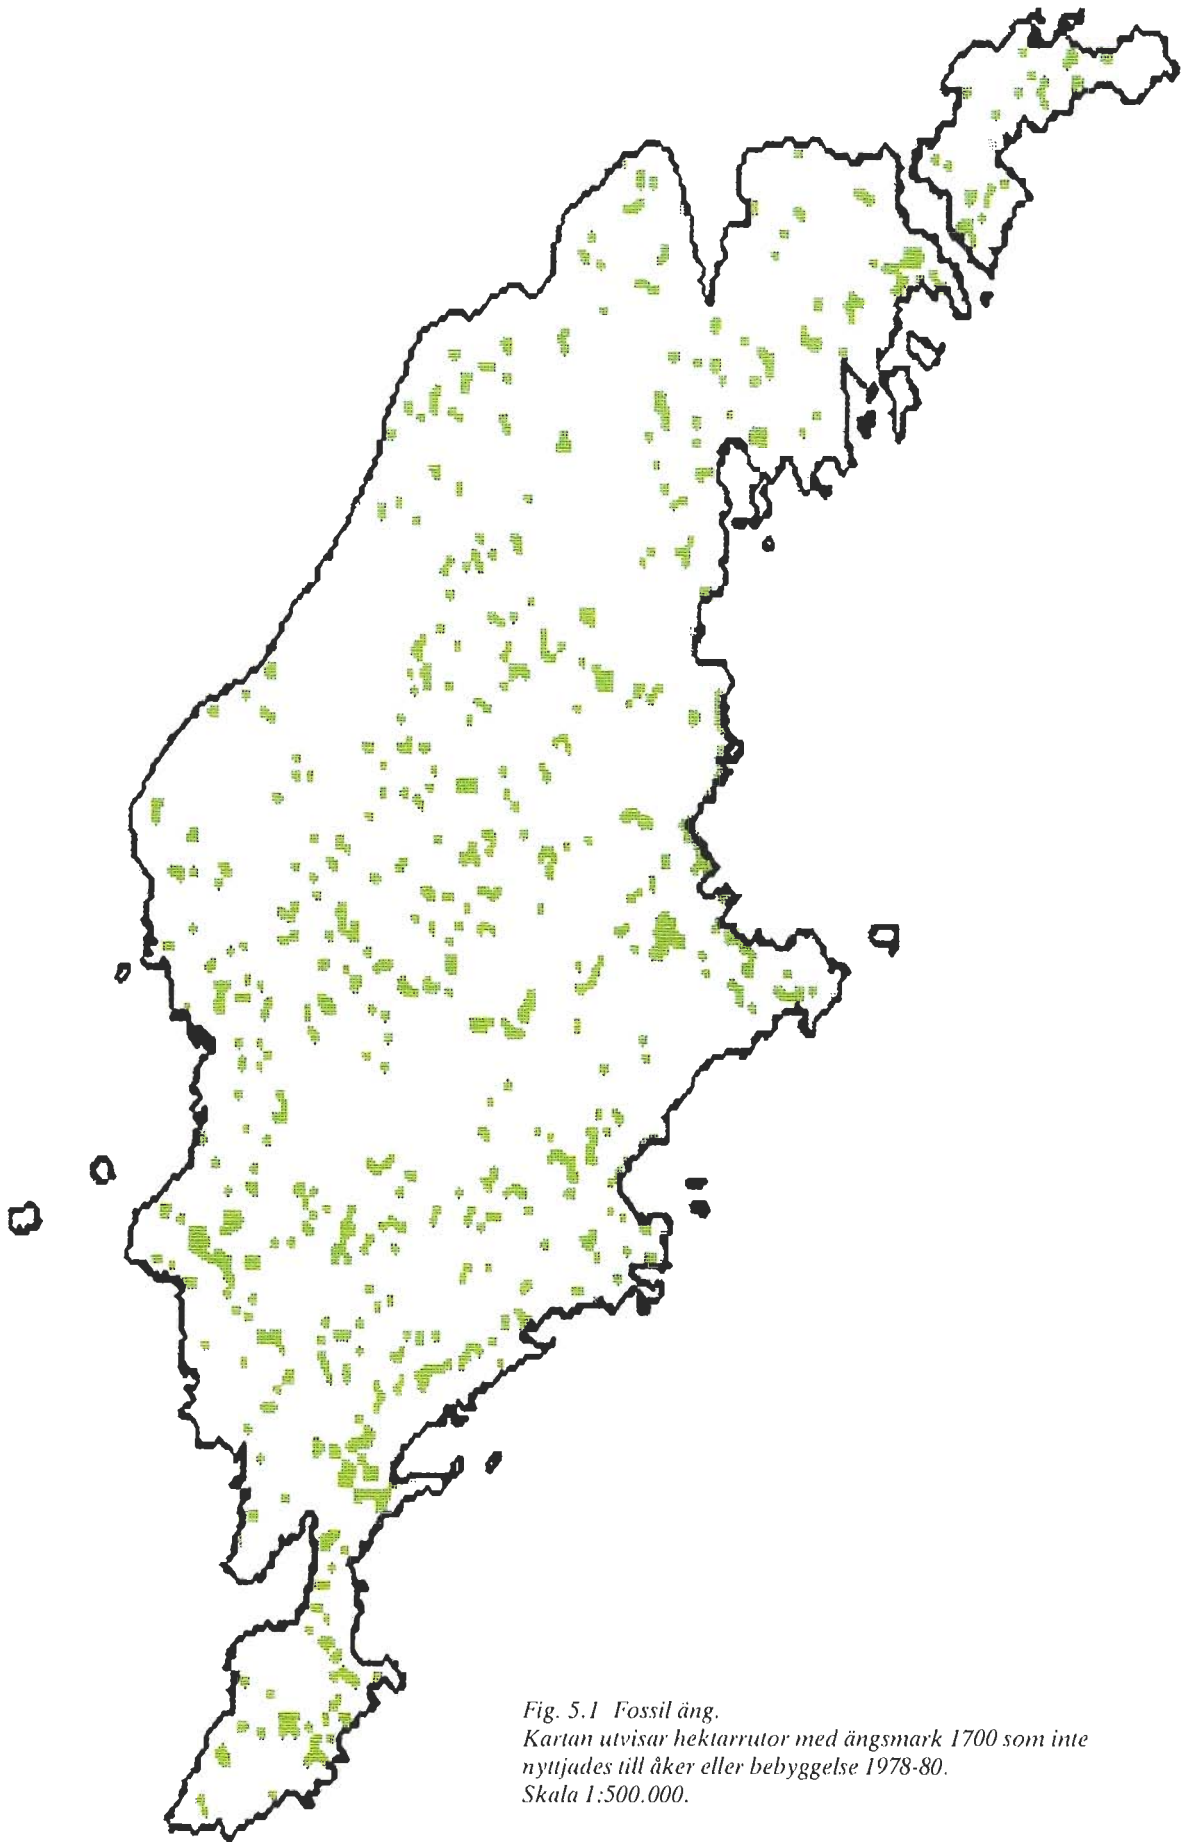 Fig. 5.1 Fossil äng.
Kartan utvisar hektarrutor med ängsmark 1700 som inte
nyttjades till åker eller bebyggelse 1978-80.
Skala 1:500.000.